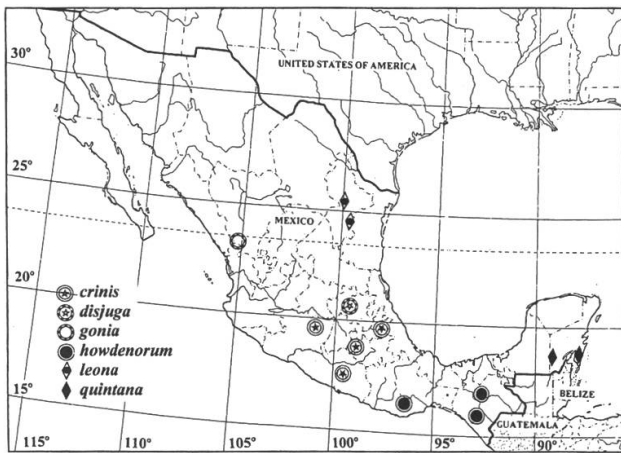 30°
UNITED STATES OF AMERICA
25°
MEXICO
20°
crinis
disjuga
gonia
howdenorum
leona
quintana
15°
BELIZE
GUATEMALA
115°
110°
105°
100°
95°
90°